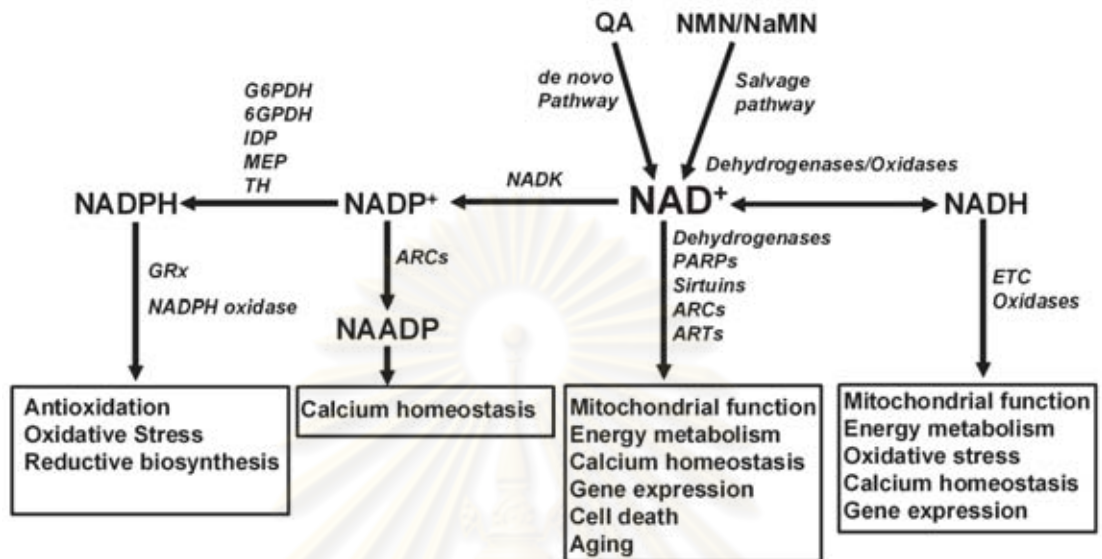 QA
NMN/NaMN
de novo
Pathway
Salvage
pathway
G6PDH
6GPDH
IDP
MEP
TH
NADPH
NADP+
NADK
NAD+
Dehydrogenases/Oxidases
NADH
GRx
NADPH oxidase
ARCs
NAADP
Dehydrogenases
PARPs
Sirtuins
ARCs
ARTs
ETC
Oxidases
Antioxidation
Oxidative Stress
Reductive biosynthesis
Calcium homeostasis
Mitochondrial function
Energy metabolism
Calcium homeostasis
Gene expression
Cell death
Aging
Mitochondrial function
Energy metabolism
Oxidative stress
Calcium homeostasis
Gene expression